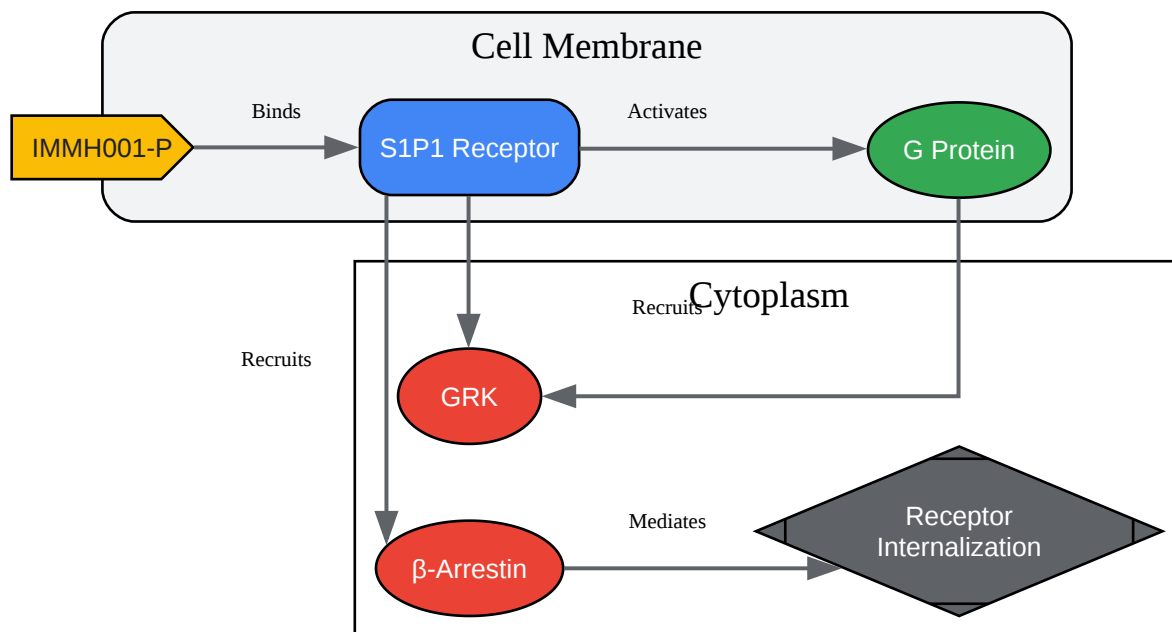 Cell Membrane
Binds
Activates
IMMH001-P
S1P1 Receptor
G Protein
Cytoplasm
Recruits
Recruits
GRK
Mediates
Receptor
Internalization
β-Arrestin